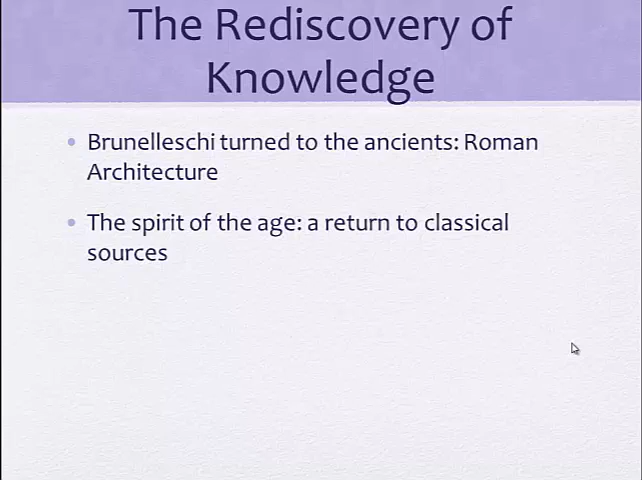 The Rediscovery of
Knowledge
• Brunelleschi turned to the ancients: Roman
Architecture
• The spirit of the age: a return to classical
sources